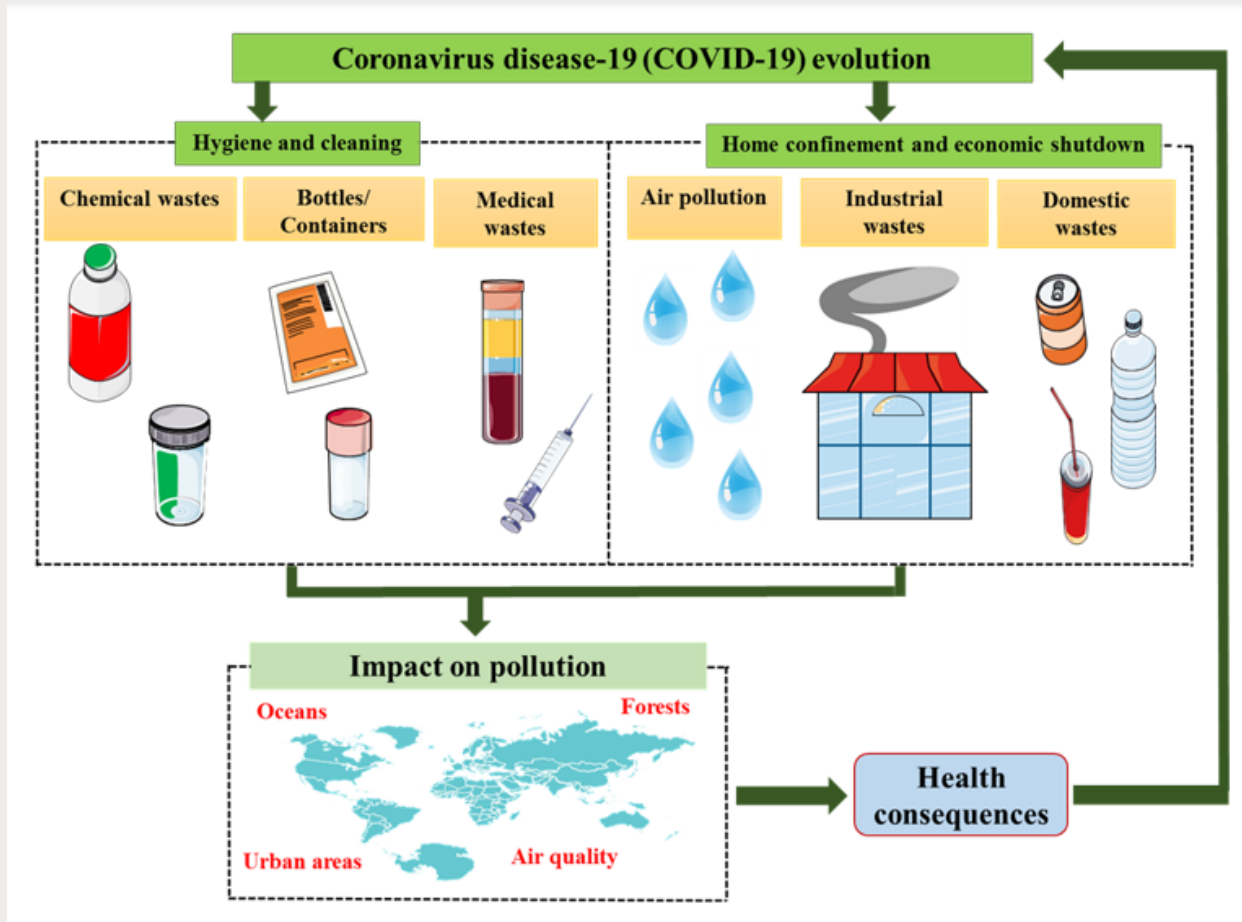 Coronavirus disease-19 (COVID-19) evolution
Hygiene and cleaning
Home confinement and economic shutdown
Chemical wastes
Bottles/
Containers
Medical
wastes
Air pollution
Industrial
wastes
Domestic
wastes
Impact on pollution
Oceans
Forests
Urban areas
Air quality
Health
consequences